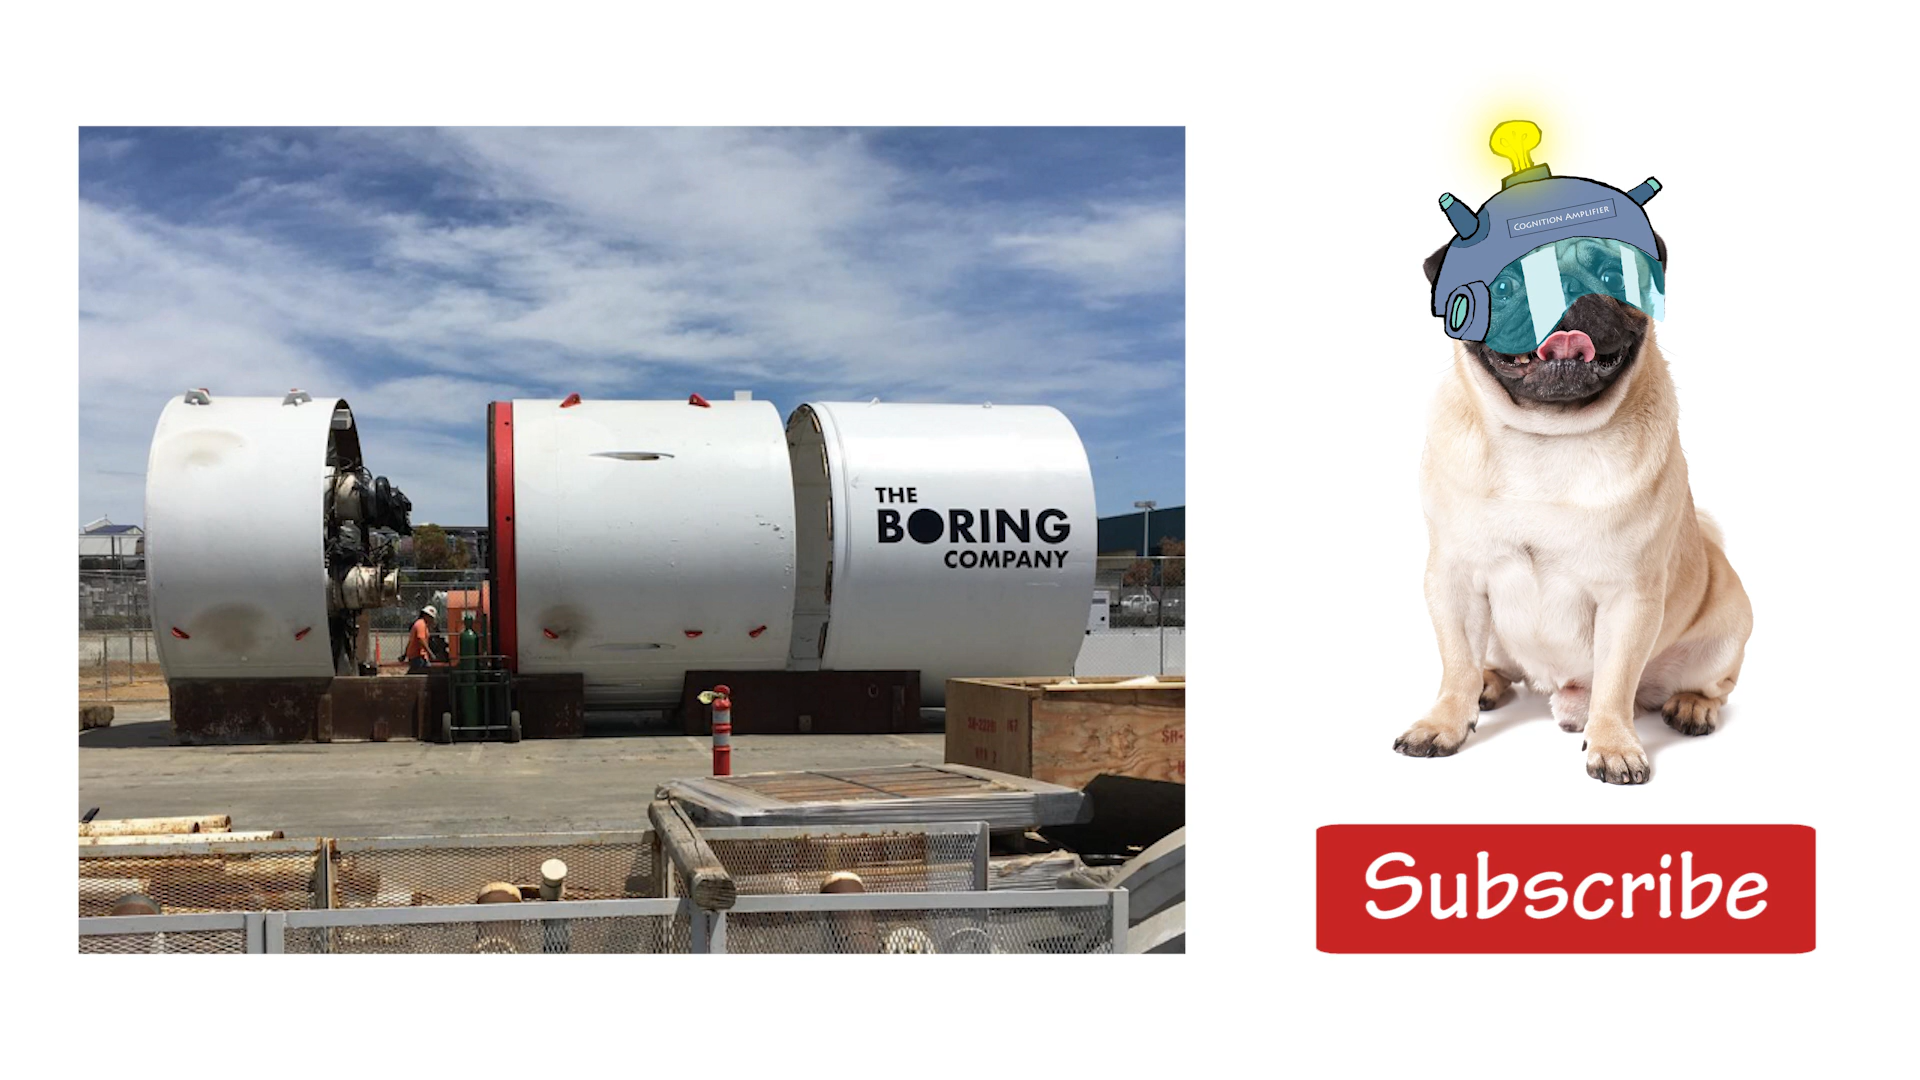 THE
BORING
COMPANY
COGNITION AMPLIFIER
Subscribe